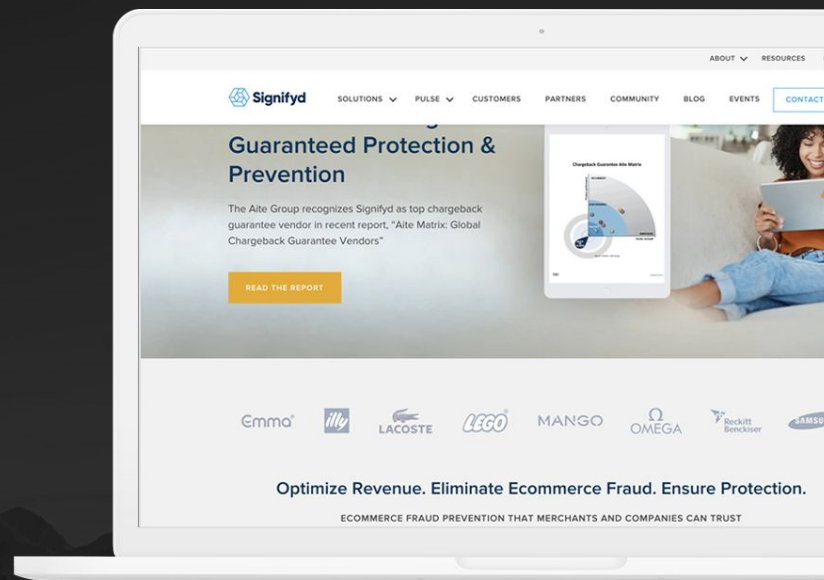 ABOUT RESOURCES
Signifyd SOLUTIONS PULSE CUSTOMERS PARTNERS COMMUNITY BLOG EVENTS CONTACT
Guaranteed Protection &
Prevention
The Aite Group recognizes Signifyd as top chargeback
guarantee vendor in recent report, "Aite Matrix: Global
Chargeback Guarantee Vendors"
READ THE REPORT
Chargeback Guarantee Aite Matrix
Emma illy LACOSTE LEGO MANGO OMEGA Reckitt Benckiser SAMSU
Optimize Revenue. Eliminate Ecommerce Fraud. Ensure Protection.
ECOMMERCE FRAUD PREVENTION THAT MERCHANTS AND COMPANIES CAN TRUST